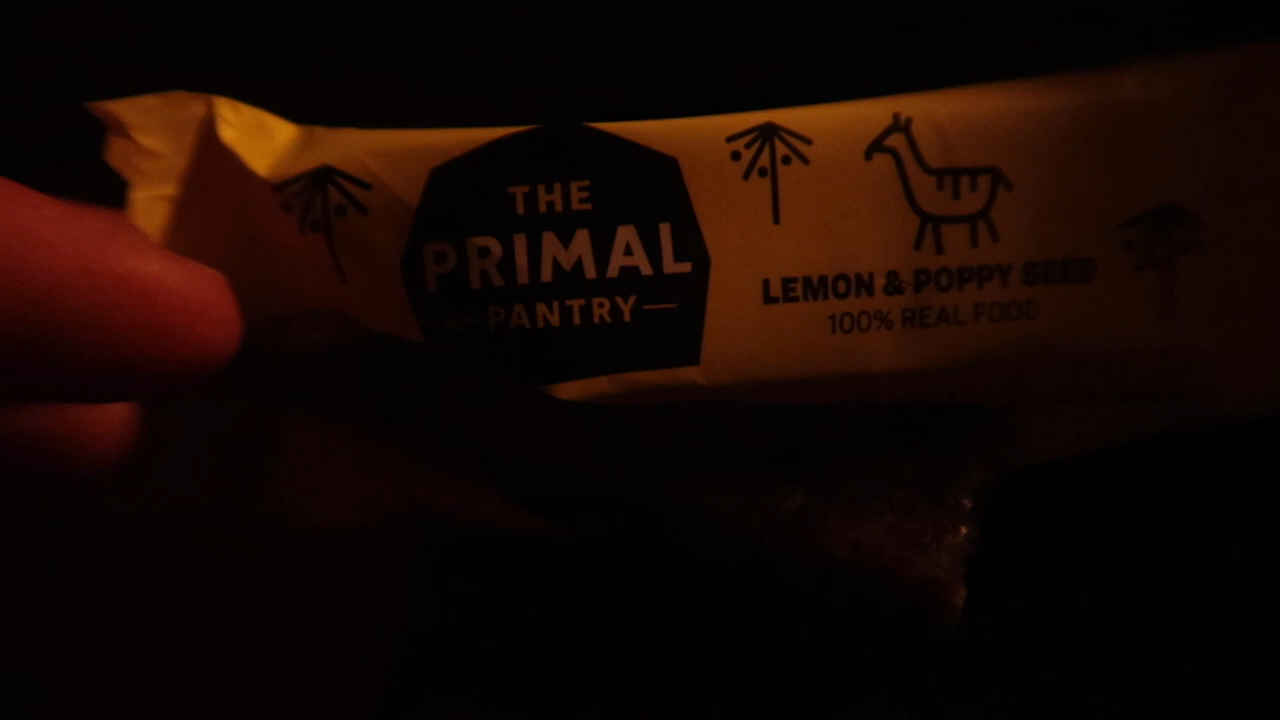 THE
PRIMAL
PANTRY
LEMON & POPPY SEED
100% REAL FOOD